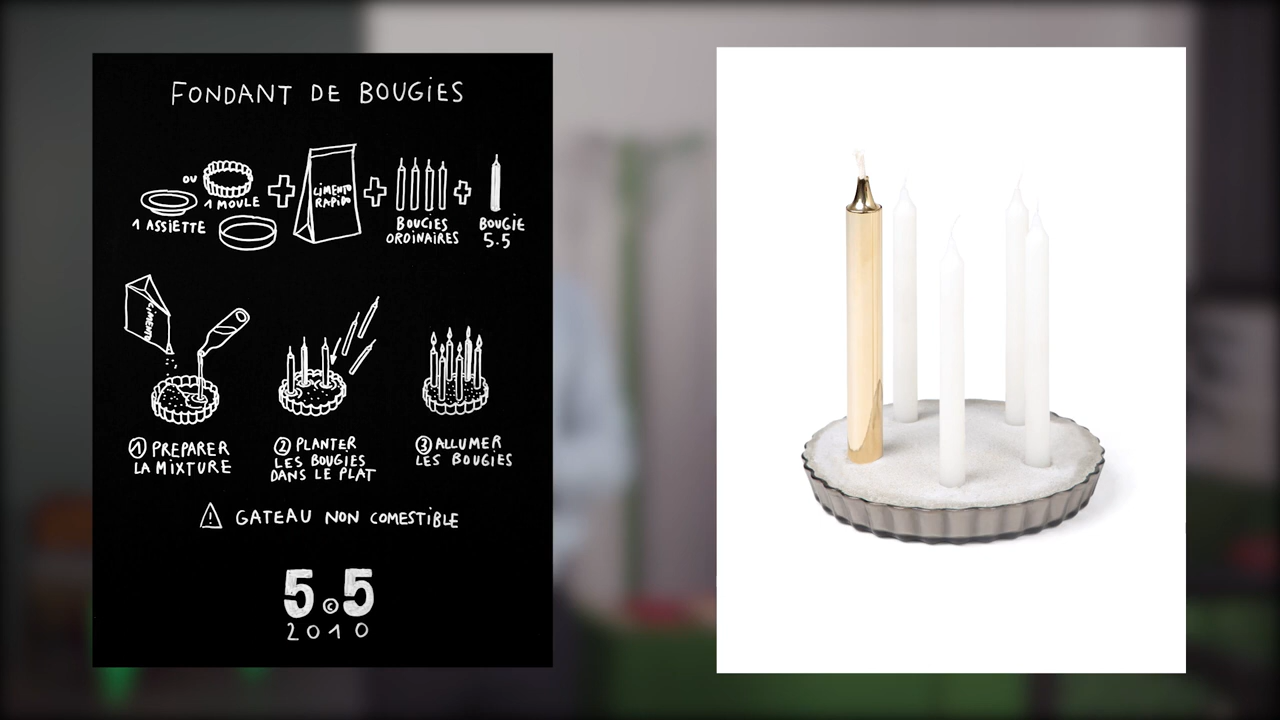 FONDANT DE BOUGIES
OU
1 MOULE
1 ASSIETTE
CIMENTO
RAPIDO
BOUGIES
ORDINAIRES
BOUGIE
5.5
CIMENTO
① PREPARER
LA MIXTURE
② PLANTER
LES BOUGIES
DANS LE PLAT
③ ALLUMER
LES BOUGIES
⚠ GATEAU NON COMESTIBLE
5©5
2010